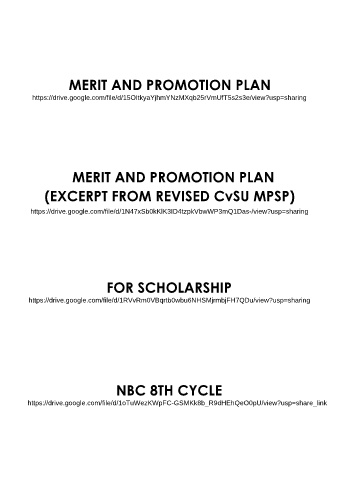 MERIT AND PROMOTION PLAN
https://drive.google.com/file/d/15OItkyaYjhmYNzMXqb25rVmUfT5s2s3e/view?usp=sharing
MERIT AND PROMOTION PLAN
(EXCERPT FROM REVISED CvSU MPSP)
https://drive.google.com/file/d/1N47xSb0kKlK3ID4tzpkVbwWP3mQ1Das-/view?usp=sharing
FOR SCHOLARSHIP
https://drive.google.com/file/d/1RVvRm0VBqrtb0wbu6NHSMjrmbjFH7QDu/view?usp=sharing
NBC 8TH CYCLE
https://drive.google.com/file/d/1oTuWezKWpFC-GSMKk8b_R9dHEhQeO0pU/view?usp=share_link